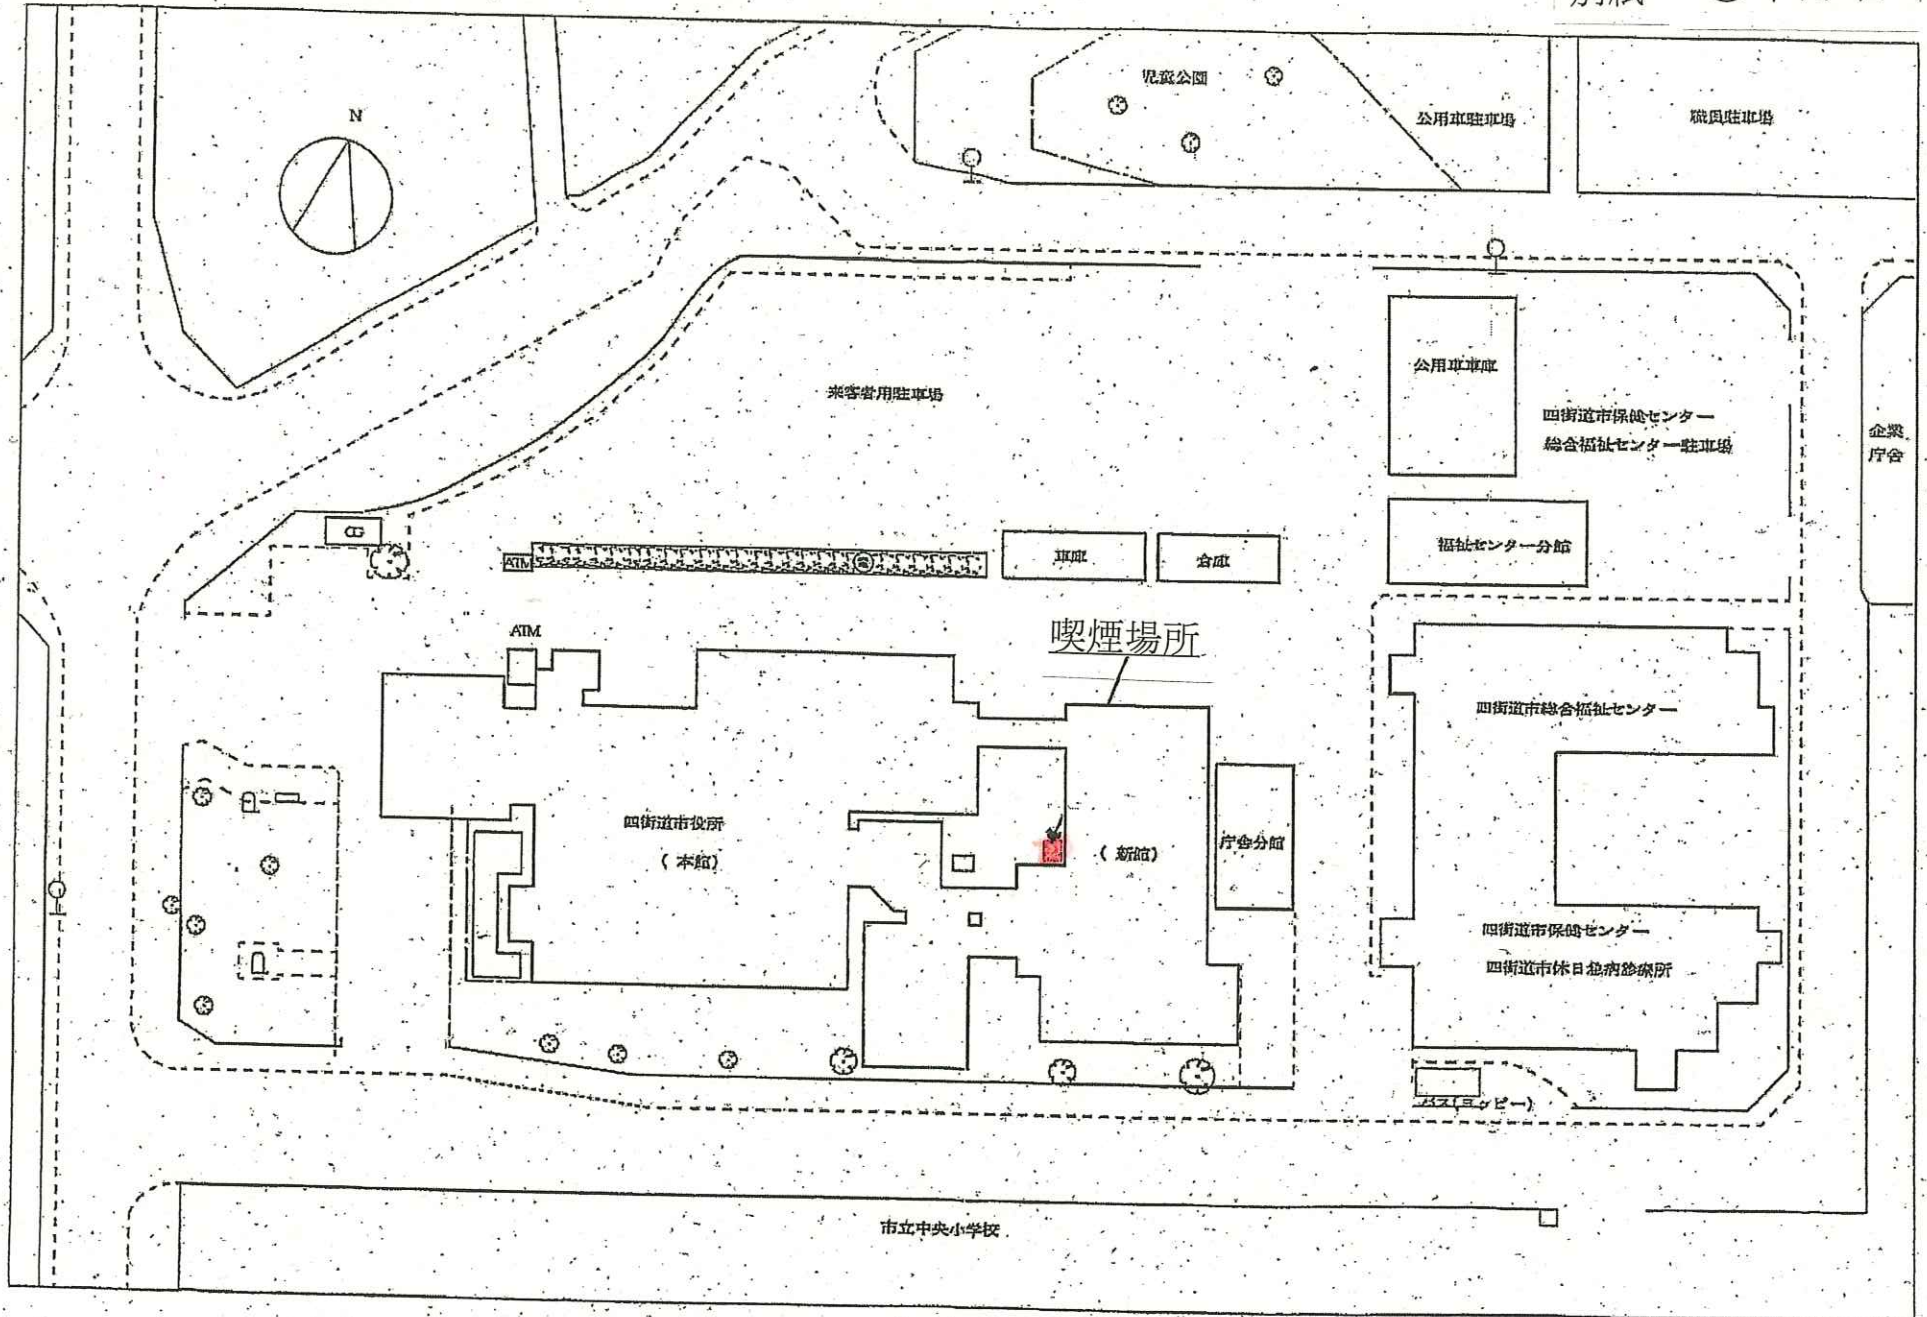 N
児童公園
公用車駐車場
職員駐車場
来客者用駐車場
公用車車庫
四街道市保健センター
総合福祉センター駐車場
企業
庁舎
ATM
車庫
倉庫
福祉センター分館
ATM
喫煙場所
四街道市総合福祉センター
四街道市役所
(本館)
(新館)
庁舎分館
四街道市保健センター
四街道市休日急病診療所
市立中央小学校